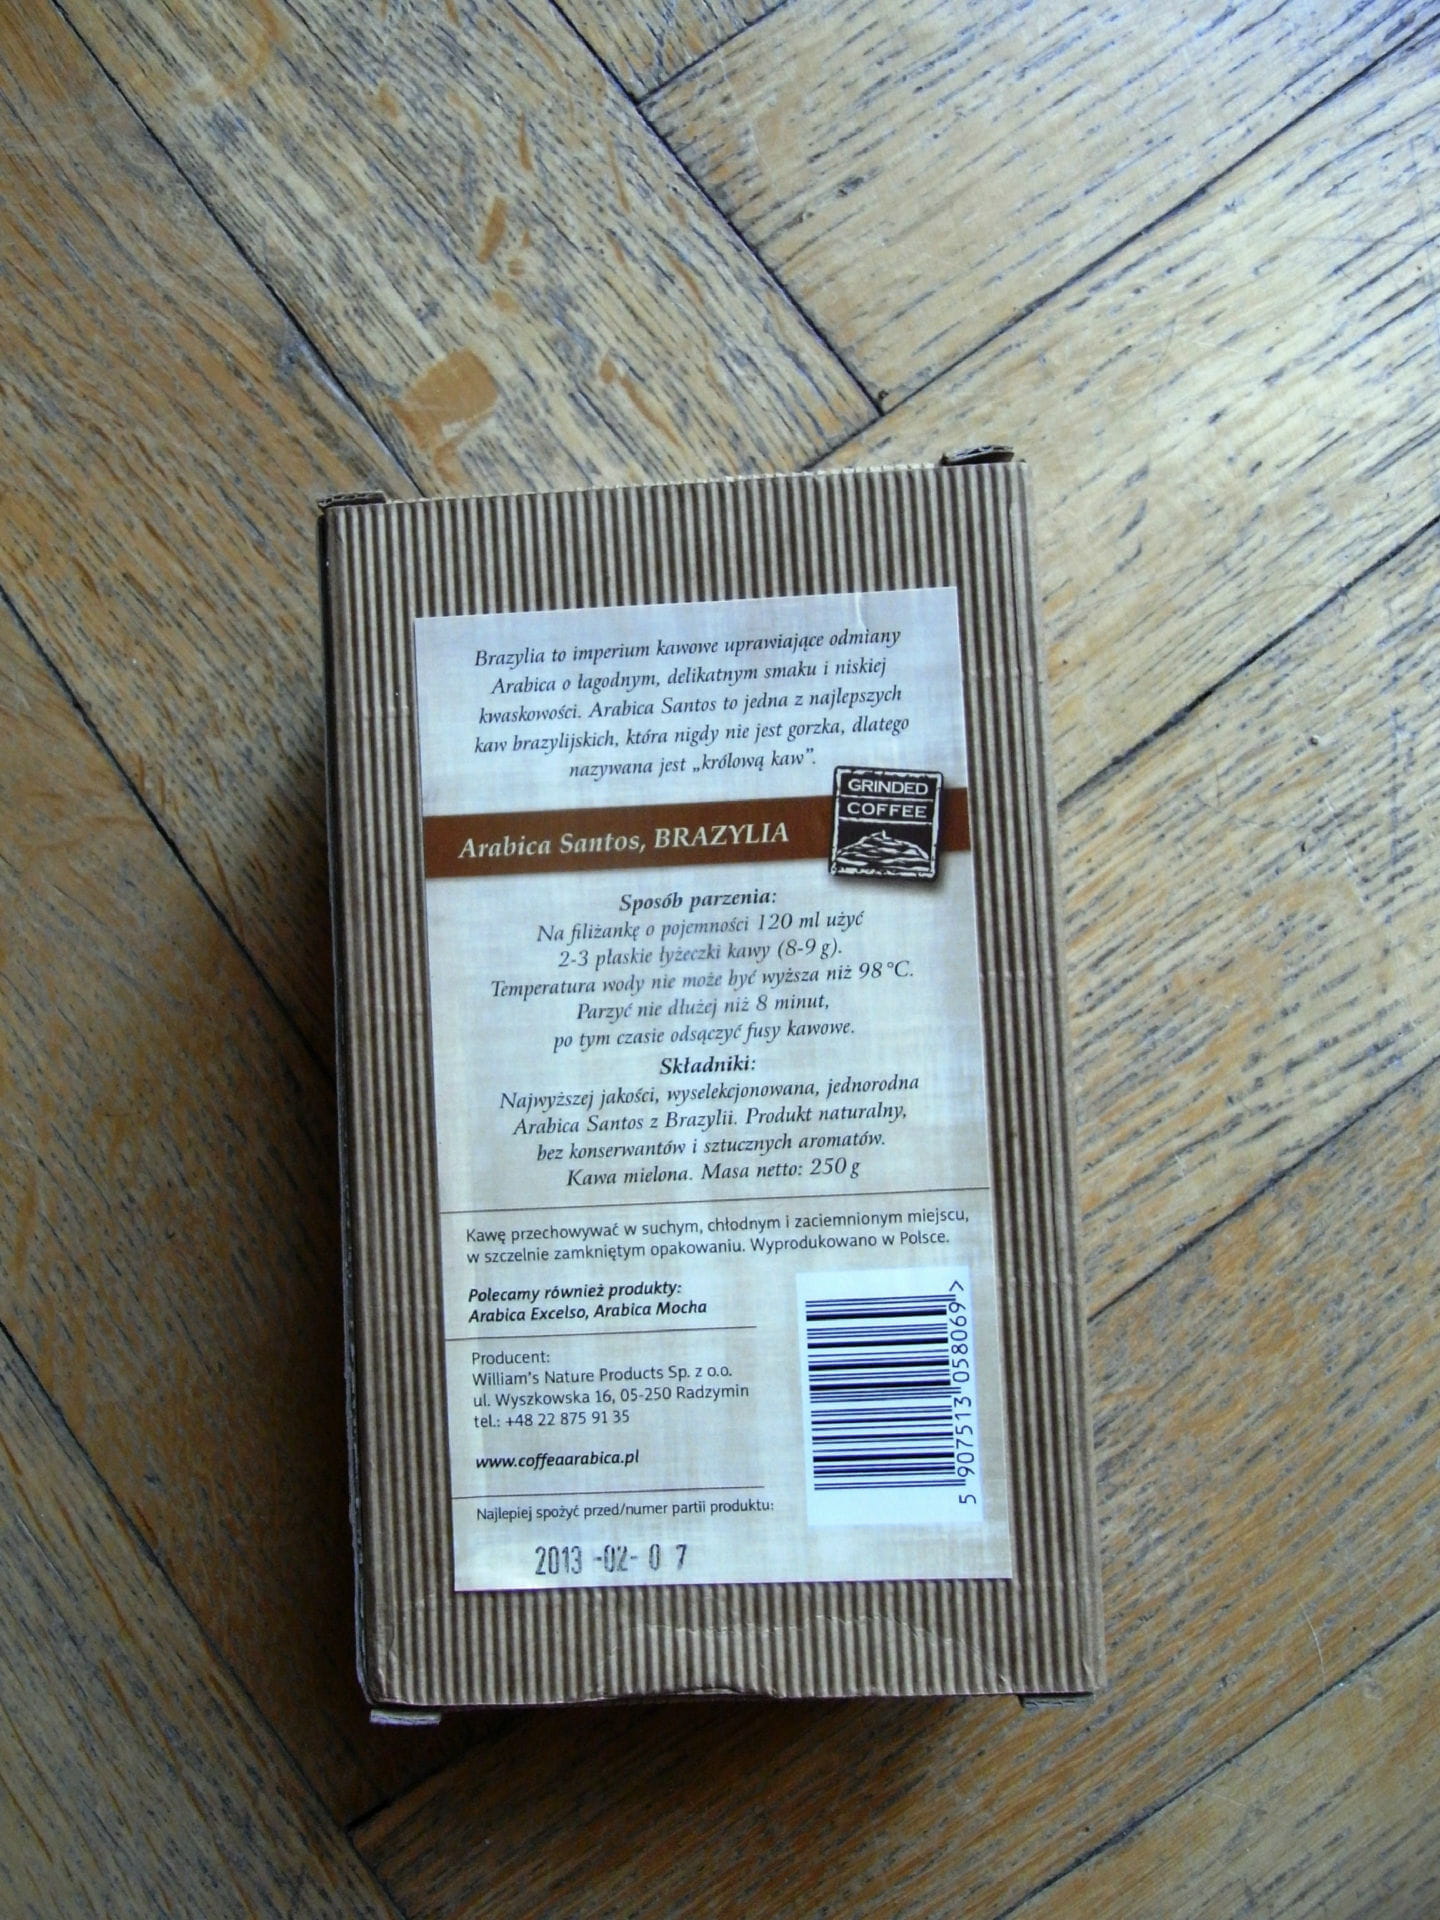 Brazylia to imperium kawowe uprawiające odmiany
Arabica o łagodnym, delikatnym smaku i niskiej
kwaskowości. Arabica Santos to jedna z najlepszych
kaw brazylijskich, która nigdy nie jest gorzka, dlatego
nazywana jest „królową kaw”.
GRINDED
COFFEE
Arabica Santos, BRAZYLIA
Sposób parzenia:
Na filiżankę o pojemności 120 ml użyć
2-3 płaskie łyżeczki kawy (8-9 g).
Temperatura wody nie może być wyższa niż 98 °C.
Parzyć nie dłużej niż 8 minut,
po tym czasie odsączyć fusy kawowe.
Składniki:
Najwyższej jakości, wyselekcjonowana, jednorodna
Arabica Santos z Brazylii. Produkt naturalny,
bez konserwantów i sztucznych aromatów.
Kawa mielona. Masa netto: 250 g
Kawę przechowywać w suchym, chłodnym i zaciemnionym miejscu,
w szczelnie zamkniętym opakowaniu. Wyprodukowano w Polsce.
Polecamy również produkty:
Arabica Excelso, Arabica Mocha
Producent:
William's Nature Products Sp. z o.o.
ul. Wyszkowska 16, 05-250 Radzymin
tel.: +48 22 875 91 35
www.coffeaarabica.pl
Najlepiej spożyć przed/numer partii produktu:
2013 -02- 0 7
5 907513 058069 >